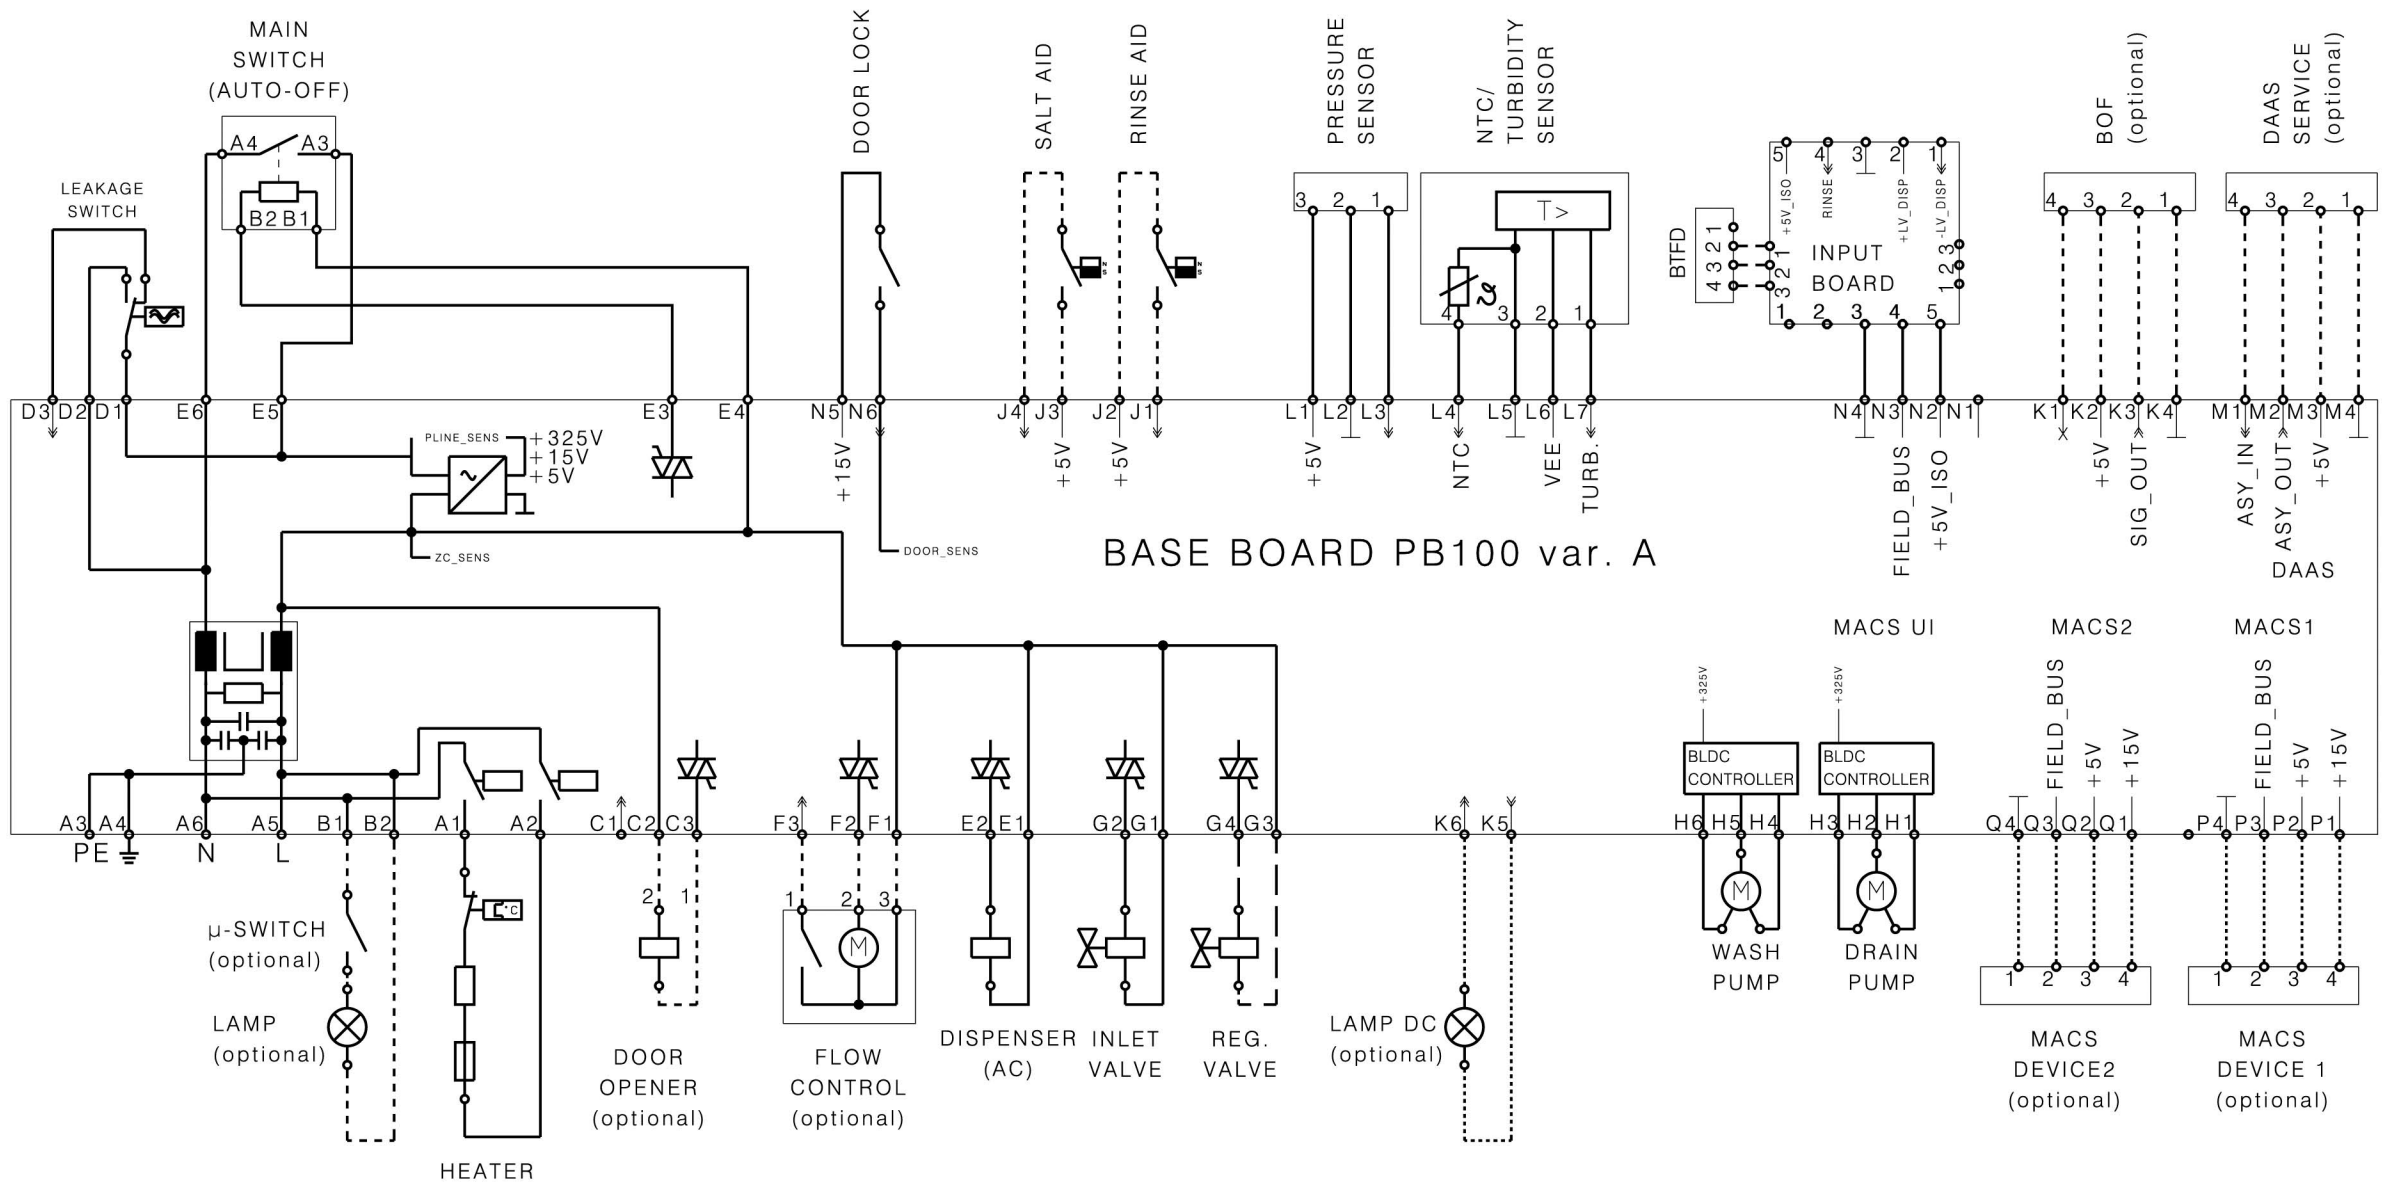 MAIN
SWITCH
(AUTO-OFF)
A4 A3
B2 B1
LEAKAGE
SWITCH
DOOR LOCK
SALT AID
RINSE AID
N
S
N
S
PRESSURE
SENSOR
3 2 1
NTC/
TURBIDITY
SENSOR
T>
4 3 2 1
BTFD
4 3 2 1
5 4 3 2 1
+5V_ISO
RINSE
+LV_DISP
-LV_DISP
INPUT
BOARD
3 2 1
1 2 3
1 2 3 4 5
BOF
(optional)
4 3 2 1
DAAS
SERVICE
(optional)
4 3 2 1
D3 D2 D1 E6 E5 E3 E4 N5 N6 J4 J3 J2 J1 L1 L2 L3 L4 L5 L6 L7 N4 N3 N2 N1 K1 K2 K3 K4 M1 M2 M3 M4
PLINE_SENS
+325V
+15V
+5V
ZC_SENS
+15V
DOOR_SENS
+5V
+5V
+5V
NTC
VEE
TURB.
FIELD_BUS
+5V_ISO
+5V
SIG_OUT
ASY_IN
ASY_OUT
+5V
DAAS
BASE BOARD PB100 var. A
MACS UI
MACS2
MACS1
+325V
+325V
BLDC
CONTROLLER
BLDC
CONTROLLER
FIELD_BUS
+5V
+15V
FIELD_BUS
+5V
+15V
A3 A4 A6 A5 B1 B2 A1 A2 C1 C2 C3 F3 F2 F1 E2 E1 G2 G1 G4 G3 K6 K5 H6 H5 H4 H3 H2 H1 Q4 Q3 Q2 Q1 P4 P3 P2 P1
PE N L
μ-SWITCH
(optional)
LAMP
(optional)
°C
HEATER
2 1
DOOR
OPENER
(optional)
1 2 3
M
FLOW
CONTROL
(optional)
DISPENSER
(AC)
INLET
VALVE
REG.
VALVE
LAMP DC
(optional)
M
WASH
PUMP
M
DRAIN
PUMP
1 2 3 4
MACS
DEVICE2
(optional)
1 2 3 4
MACS
DEVICE 1
(optional)